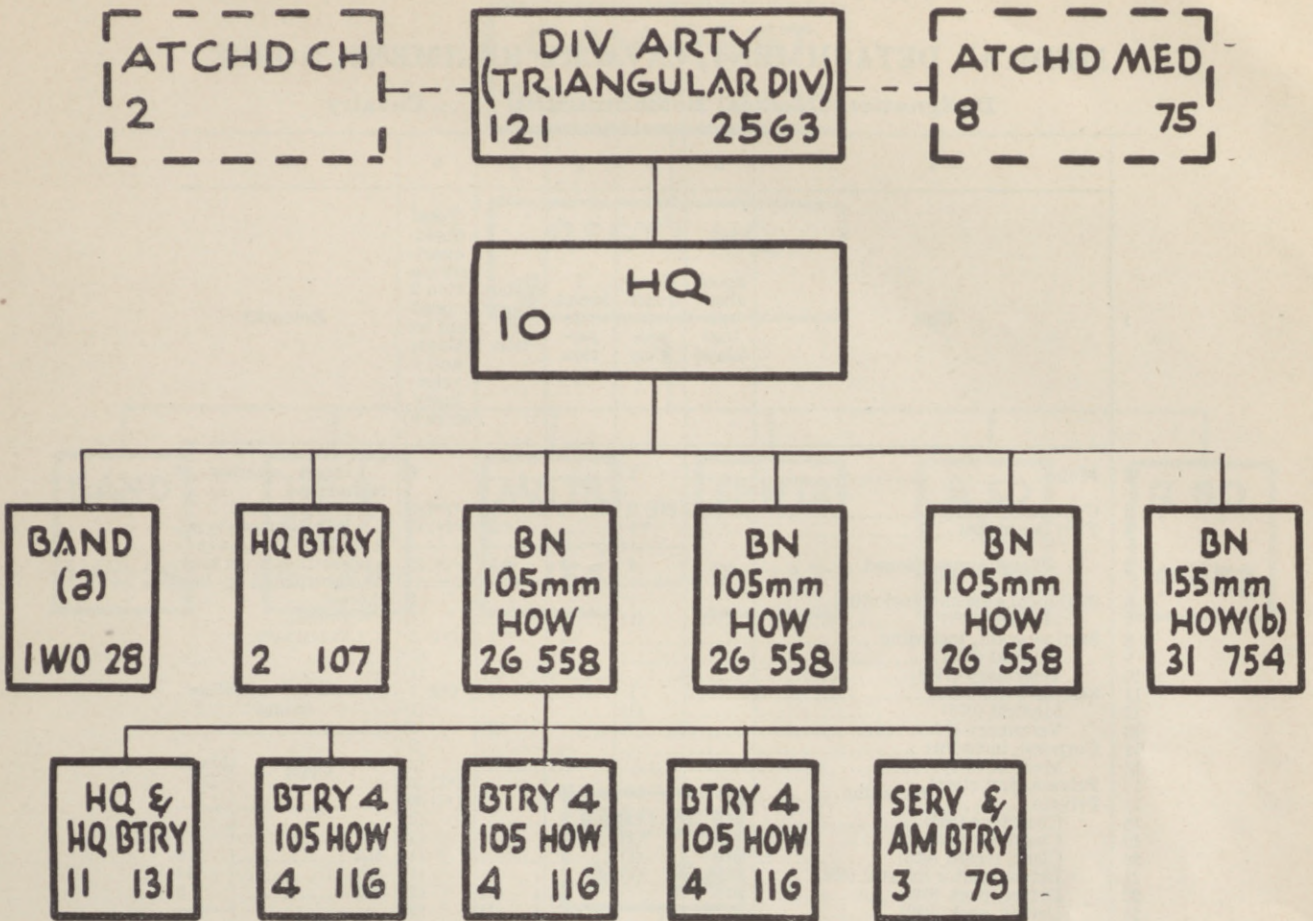 ATCHD CH
2
DIV ARTY
(TRIANGULAR DIV)
121 2563
ATCHD MED
8 75
HQ
10
BAND
(a)
1WO 28
HQ BTRY
2 107
BN
105mm
HOW
26 558
BN
105mm
HOW
26 558
BN
105mm
HOW
26 558
BN
155mm
HOW(b)
31 754
HQ &
HQ BTRY
11 131
BTRY 4
105 HOW
4 116
BTRY 4
105 HOW
4 116
BTRY 4
105 HOW
4 116
SERV &
AM BTRY
3 79